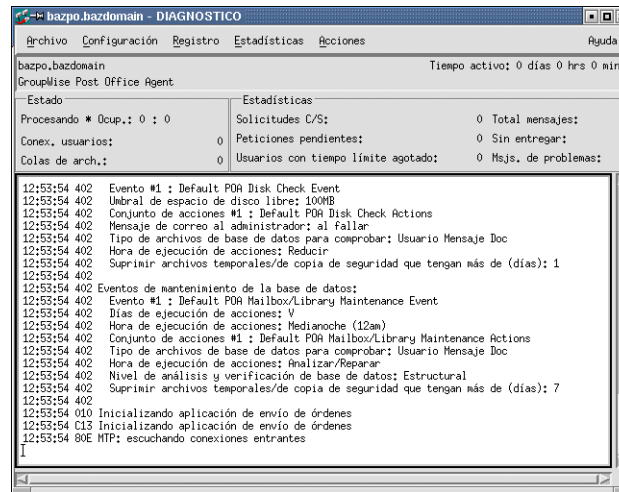 bazpo.bazdomain - DIAGNOSTICO
Archivo Configuración Registro Estadísticas Acciones Ayuda
bazpo.bazdomain Tiempo activo: 0 días 0 hrs 0 min
GroupWise Post Office Agent
Estado Estadísticas
Procesando * Ocup.: 0 : 0 Solicitudes C/S: 0 Total mensajes:
Conex. usuarios: 0 Peticiones pendientes: 0 Sin entregar:
Colas de arch.: 0 Usuarios con tiempo límite agotado: 0 Msjs. de problemas:
12:53:54 402 Evento #1 : Default POA Disk Check Event
12:53:54 402 Umbral de espacio de disco libre: 100MB
12:53:54 402 Conjunto de acciones #1 : Default POA Disk Check Actions
12:53:54 402 Mensaje de correo al administrador: al fallar
12:53:54 402 Tipo de archivos de base de datos para comprobar: Usuario Mensaje Doc
12:53:54 402 Hora de ejecución de acciones: Reducir
12:53:54 402 Suprimir archivos temporales/de copia de seguridad que tengan más de (días): 1
12:53:54 402
12:53:54 402 Eventos de mantenimiento de la base de datos:
12:53:54 402 Evento #1 : Default POA Mailbox/Library Maintenance Event
12:53:54 402 Días de ejecución de acciones: V
12:53:54 402 Hora de ejecución de acciones: Medianoche (12am)
12:53:54 402 Conjunto de acciones #1 : Default POA Mailbox/Library Maintenance Actions
12:53:54 402 Tipo de archivos de base de datos para comprobar: Usuario Mensaje Doc
12:53:54 402 Hora de ejecución de acciones: Analizar/Reparar
12:53:54 402 Nivel de análisis y verificación de base de datos: Estructural
12:53:54 402 Suprimir archivos temporales/de copia de seguridad que tengan más de (días): 7
12:53:54 402
12:53:54 010 Inicializando aplicación de envío de órdenes
12:53:54 C13 Inicializando aplicación de envío de órdenes
12:53:54 80E MTP: escuchando conexiones entrantes